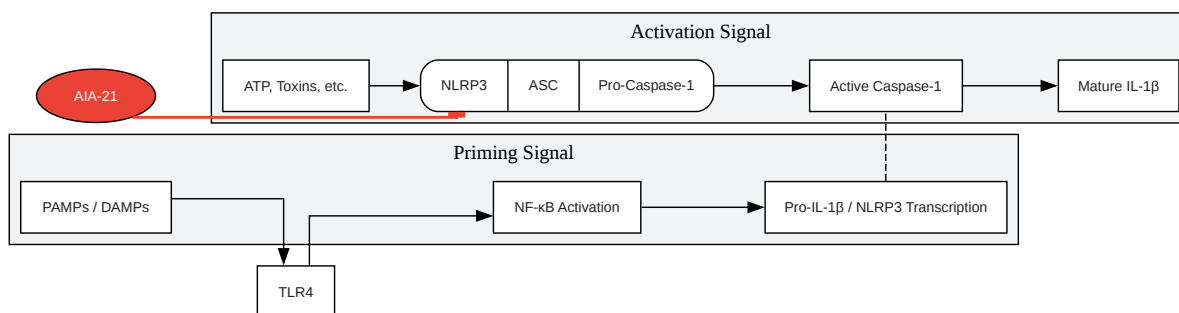 Activation Signal
ATP, Toxins, etc.
NLRP3
ASC
Pro-Caspase-1
Active Caspase-1
Mature IL-1β
AIA-21
Priming Signal
PAMPs / DAMPs
NF-κB Activation
Pro-IL-1β / NLRP3 Transcription
TLR4